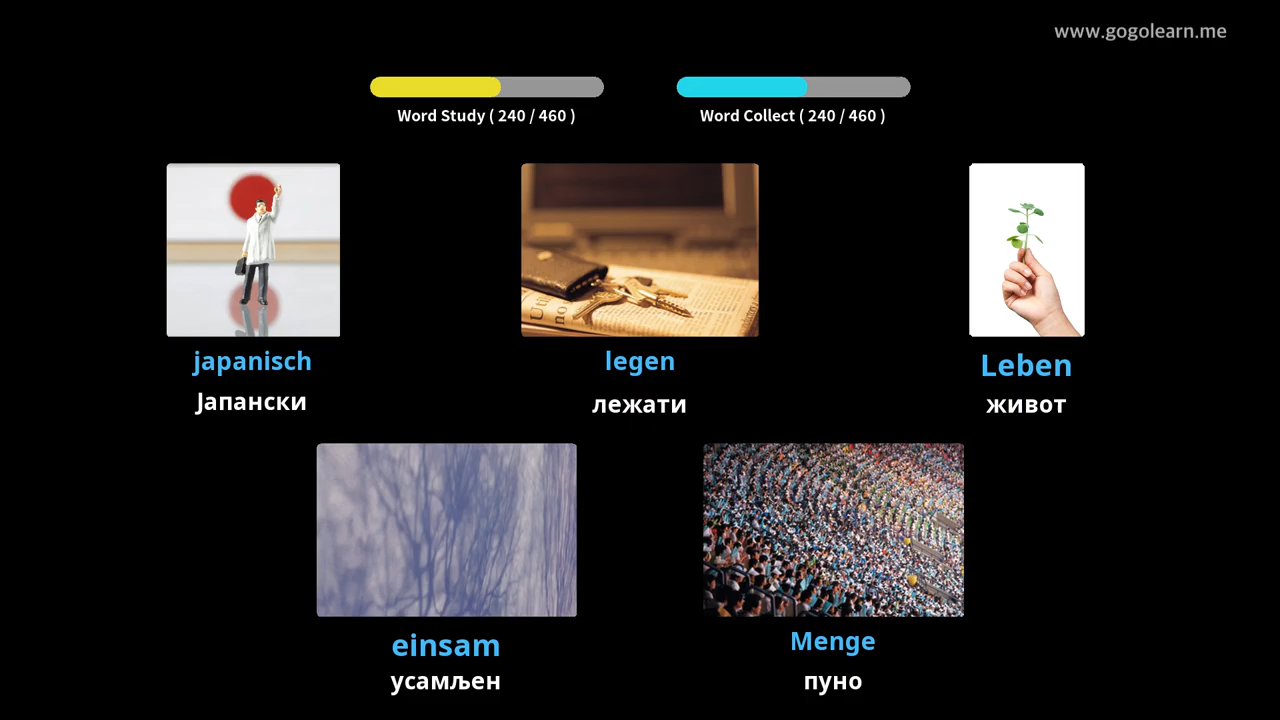 www.gogolearn.me
Word Study ( 240 / 460 )
Word Collect ( 240 / 460 )
japanisch
Јапански
legen
лежати
Leben
живот
einsam
усамљен
Menge
пуно